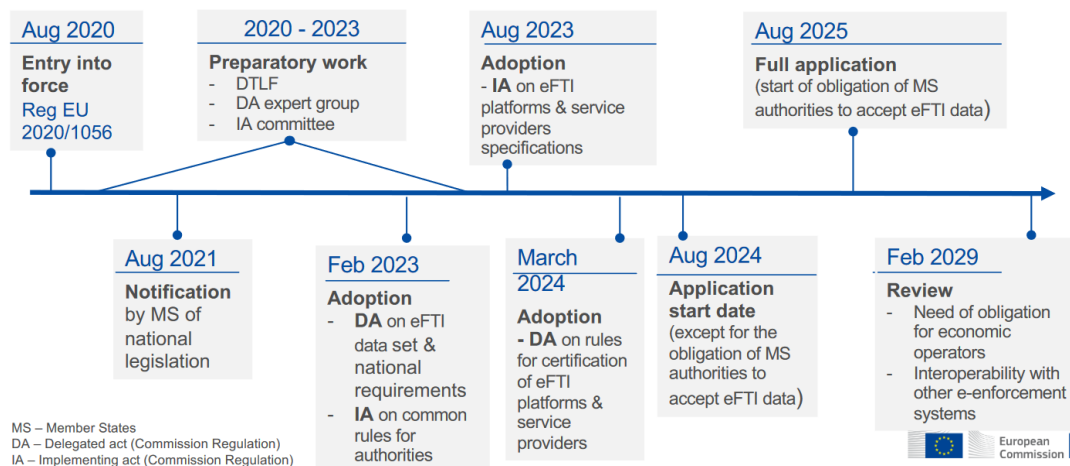 Aug 2020
Entry into
force
Reg EU
2020/1056
2020 - 2023
Preparatory work
- DTLF
- DA expert group
- IA committee
Aug 2023
Adoption
- IA on eFTI
platforms & service
providers
specifications
Aug 2025
Full application
(start of obligation of MS
authorities to accept eFTI data)
Aug 2021
Notification
by MS of
national
legislation
Feb 2023
Adoption
- DA on eFTI
data set &
national
requirements
- IA on common
rules for
authorities
March
2024
Adoption
- DA on rules
for certification
of eFTI
platforms &
service
providers
Aug 2024
Application
start date
(except for the
obligation of MS
authorities to
accept eFTI data)
Feb 2029
Review
- Need of obligation
for economic
operators
- Interoperability with
other e-enforcement
systems
MS – Member States
DA – Delegated act (Commission Regulation)
IA – Implementing act (Commission Regulation)
European
Commission